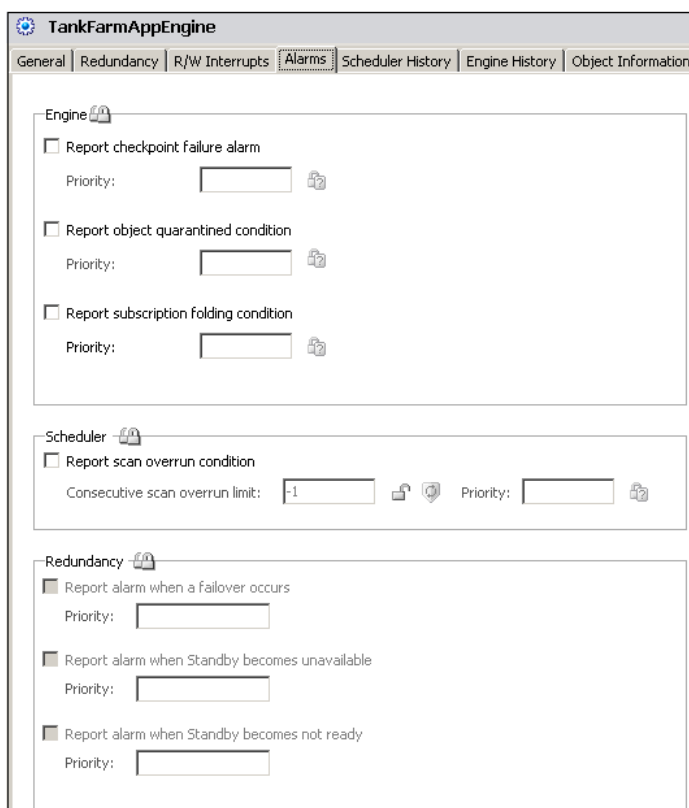 TankFarmAppEngine
General Redundancy R/W Interrupts Alarms Scheduler History Engine History Object Information
Engine
Report checkpoint failure alarm
Priority:
Report object quarantined condition
Priority:
Report subscription folding condition
Priority:
Scheduler
Report scan overrun condition
Consecutive scan overrun limit: -1 Priority:
Redundancy
Report alarm when a failover occurs
Priority:
Report alarm when Standby becomes unavailable
Priority:
Report alarm when Standby becomes not ready
Priority: